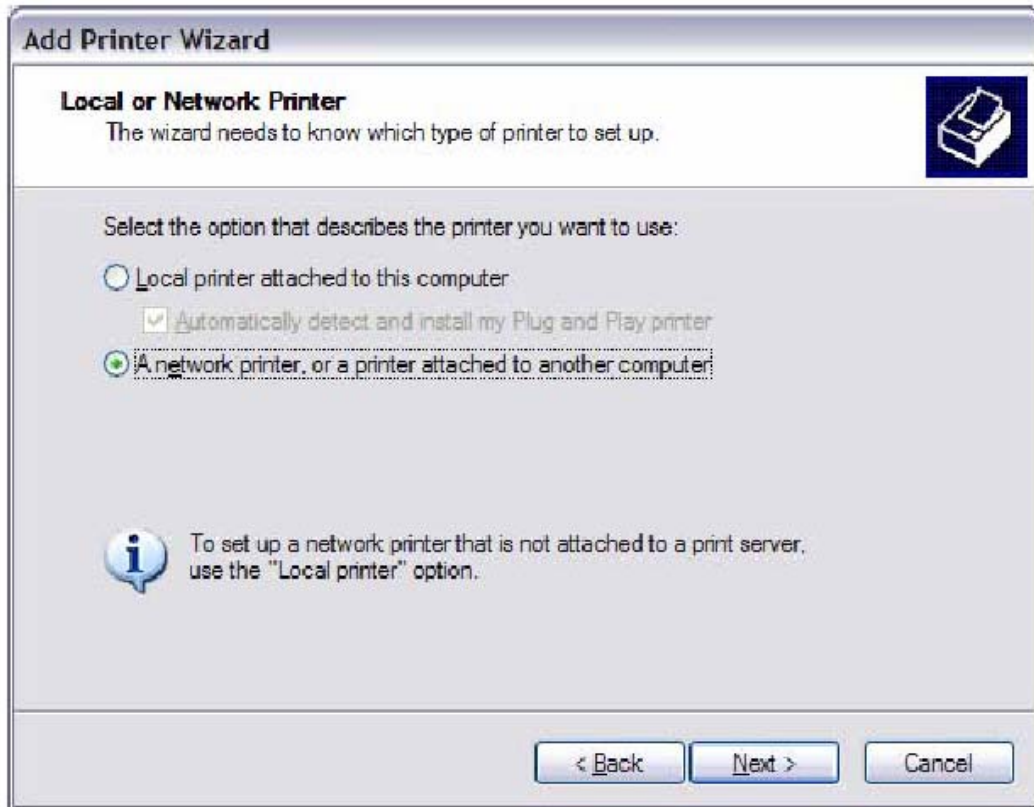 Add Printer Wizard
Local or Network Printer
The wizard needs to know which type of printer to set up.
Select the option that describes the printer you want to use:
Local printer attached to this computer
Automatically detect and install my Plug and Play printer
A network printer, or a printer attached to another computer
To set up a network printer that is not attached to a print server,
use the "Local printer" option.
< Back Next > Cancel